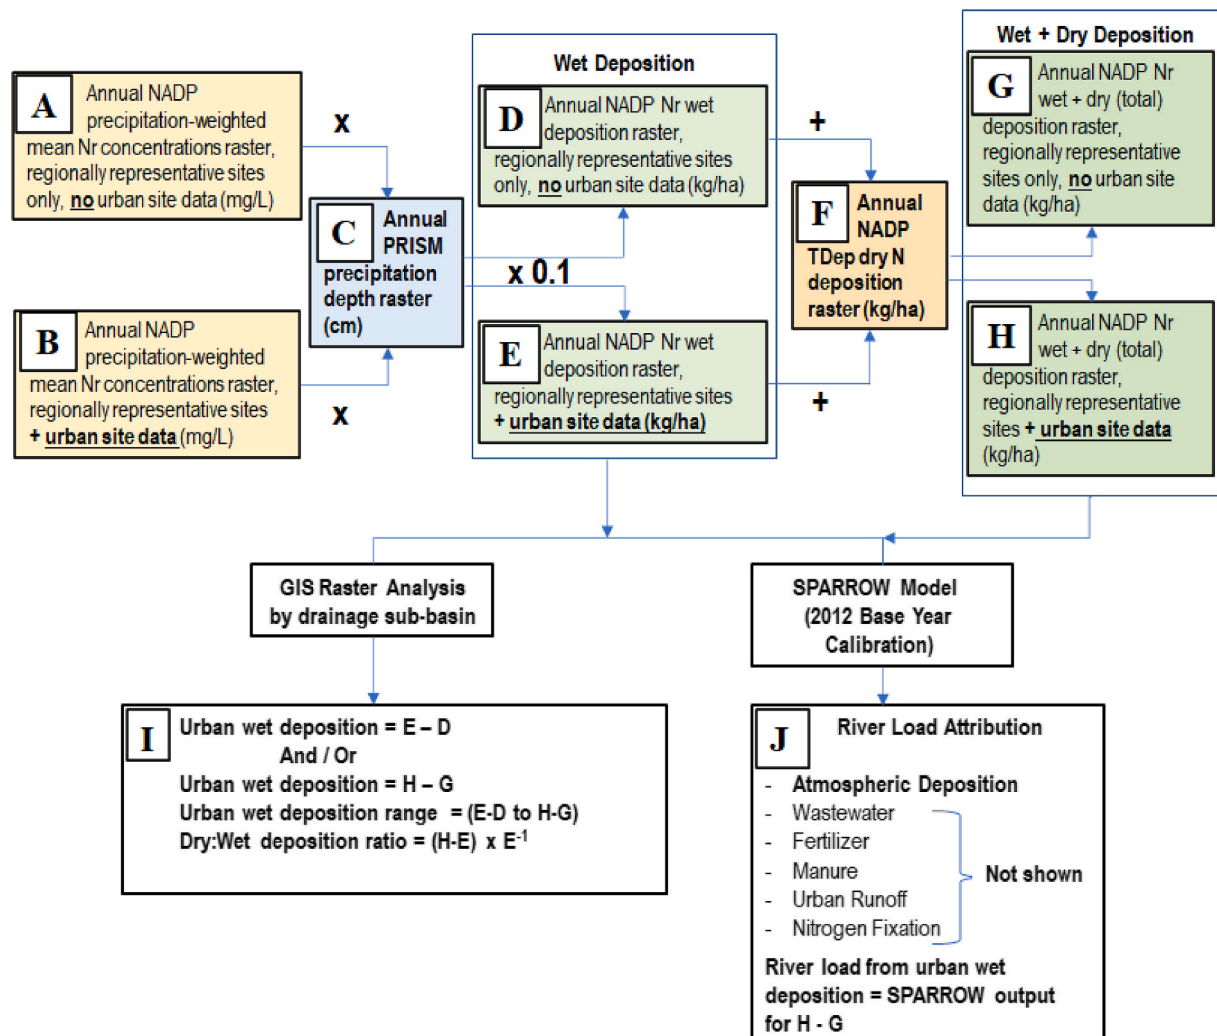 A
Annual NADP
precipitation-weighted
mean Nr concentrations raster,
regionally representative sites
only, no urban site data (mg/L)
x
B
Annual NADP
precipitation-weighted
mean Nr concentrations raster,
regionally representative sites
+ urban site data (mg/L)
x
C
Annual
PRISM
precipitation
depth raster
(cm)
x 0.1
Wet Deposition
D
Annual NADP Nr wet
deposition raster,
regionally representative sites
only, no urban site data (kg/ha)
+
E
Annual NADP Nr wet
deposition raster,
regionally representative sites
+ urban site data (kg/ha)
+
F
Annual
NADP
TDep dry N
deposition
raster (kg/ha)
Wet + Dry Deposition
G
Annual NADP Nr
wet + dry (total)
deposition raster,
regionally representative
sites only, no urban site
data (kg/ha)
H
Annual NADP Nr
wet + dry (total)
deposition raster,
regionally representative
sites + urban site data
(kg/ha)
GIS Raster Analysis
by drainage sub-basin
SPARROW Model
(2012 Base Year
Calibration)
I
Urban wet deposition = E – D
And / Or
Urban wet deposition = H – G
Urban wet deposition range = (E-D to H-G)
Dry:Wet deposition ratio = (H-E) x E-1
J
River Load Attribution
- Atmospheric Deposition
- Wastewater
- Fertilizer
- Manure
- Urban Runoff
- Nitrogen Fixation
Not shown
River load from urban wet
deposition = SPARROW output
for H - G